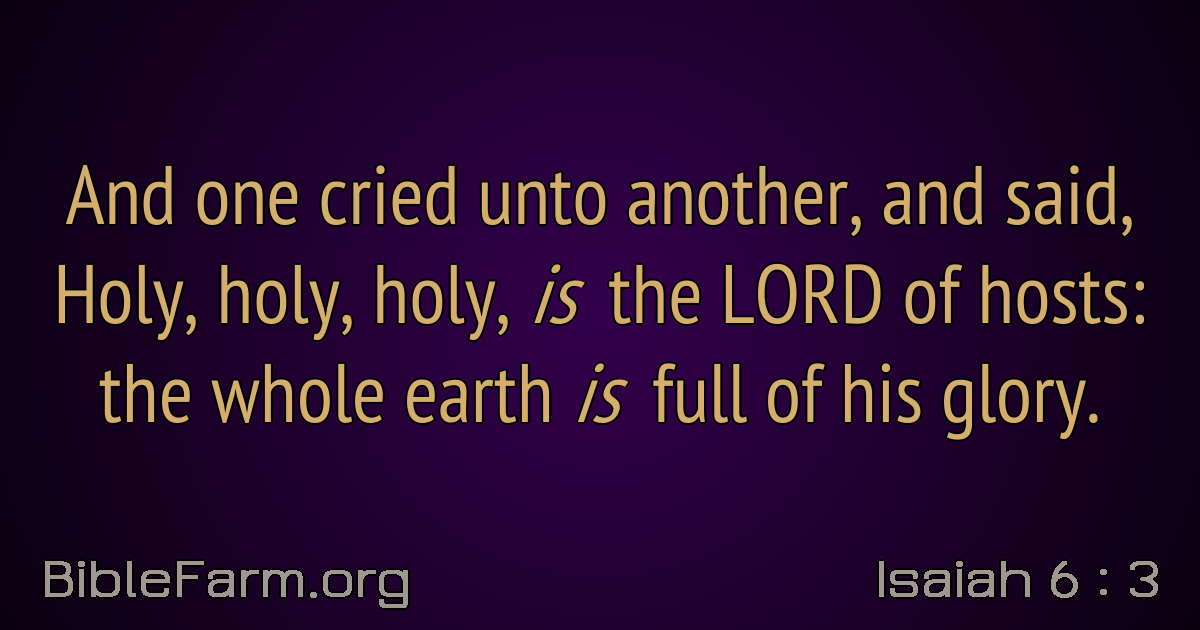 And one cried unto another, and said,
Holy, holy, holy, is the LORD of hosts:
the whole earth is full of his glory.
BibleFarm.org
Isaiah 6 : 3